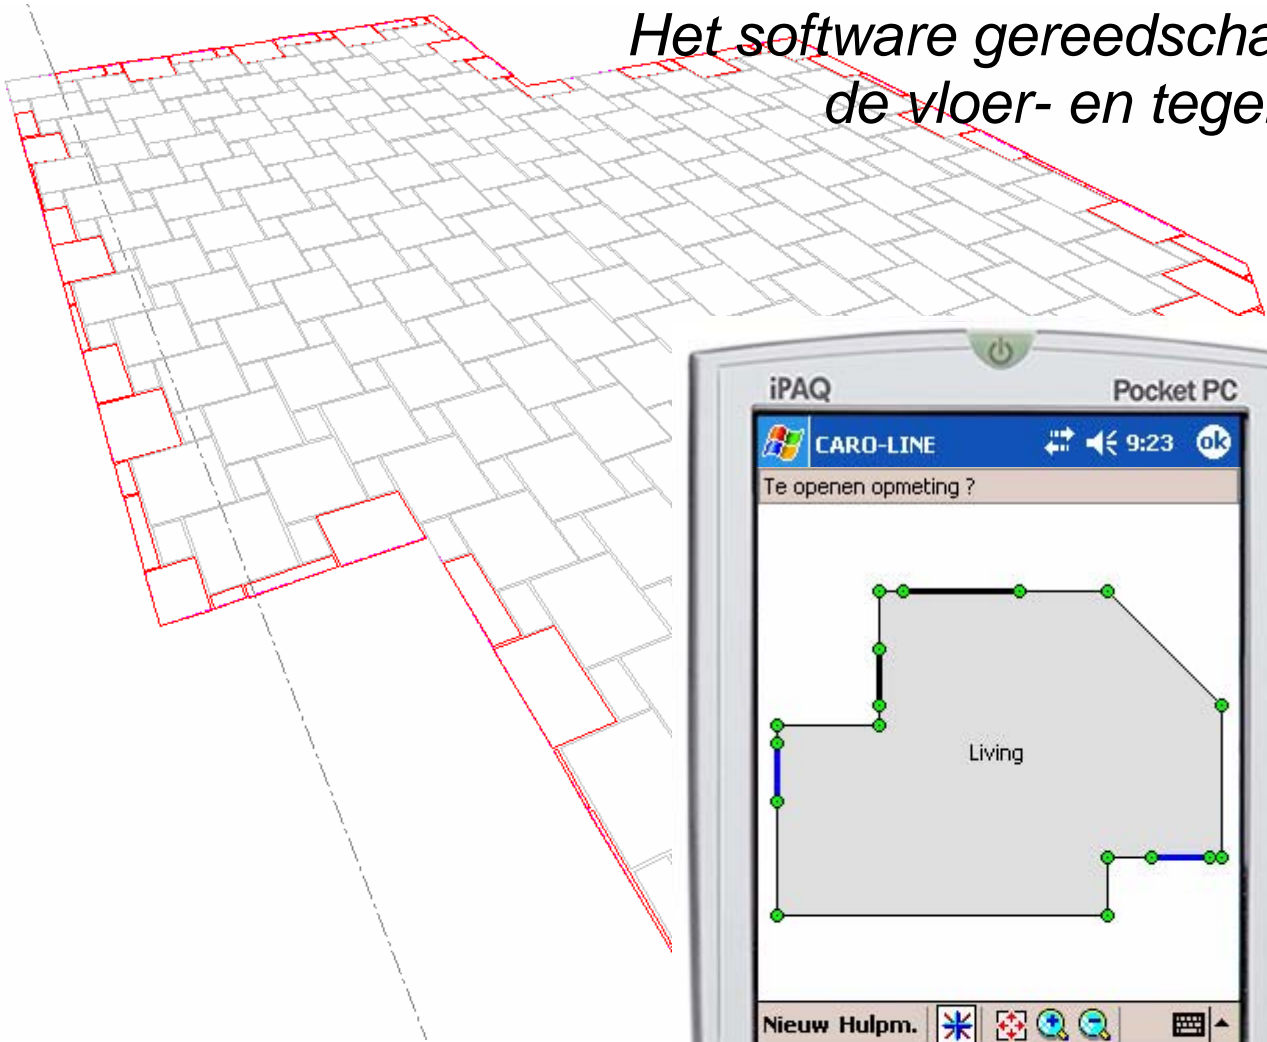 Het software gereedscha
de vloer- en tege
iPAQ
Pocket PC
CARO-LINE
9:23
ok
Te openen opmeting ?
Living
Nieuw Hulpm.